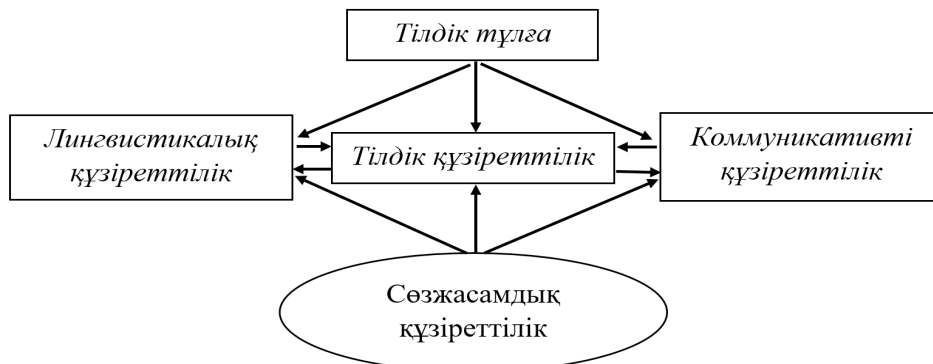 Тілдік тұлға
Лингвистикалық
құзіреттілік
Тілдік құзіреттілік
Коммуникативті
құзіреттілік
Сөзжасамдық
құзіреттілік